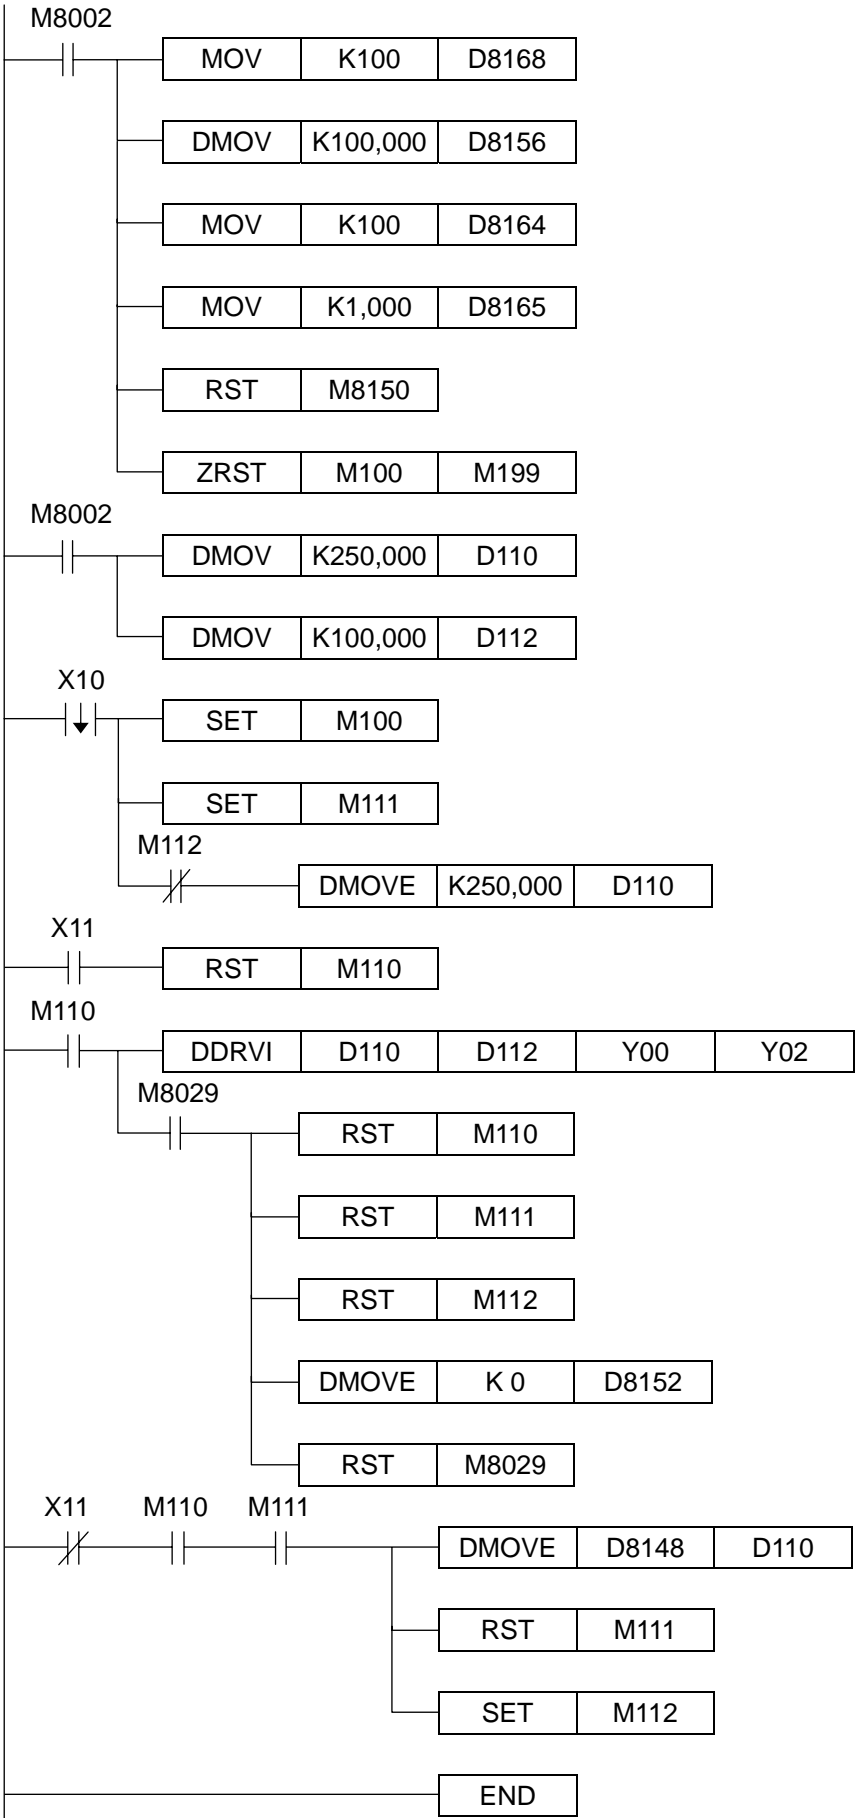 M8002
MOV K100 D8168
DMOV K100,000 D8156
MOV K100 D8164
MOV K1,000 D8165
RST M8150
ZRST M100 M199
M8002
DMOV K250,000 D110
DMOV K100,000 D112
X10
SET M100
SET M111
M112
DMOVE K250,000 D110
X11
RST M110
M110
DDRVI D110 D112 Y00 Y02
M8029
RST M110
RST M111
RST M112
DMOVE K 0 D8152
RST M8029
X11 M110 M111
DMOVE D8148 D110
RST M111
SET M112
END